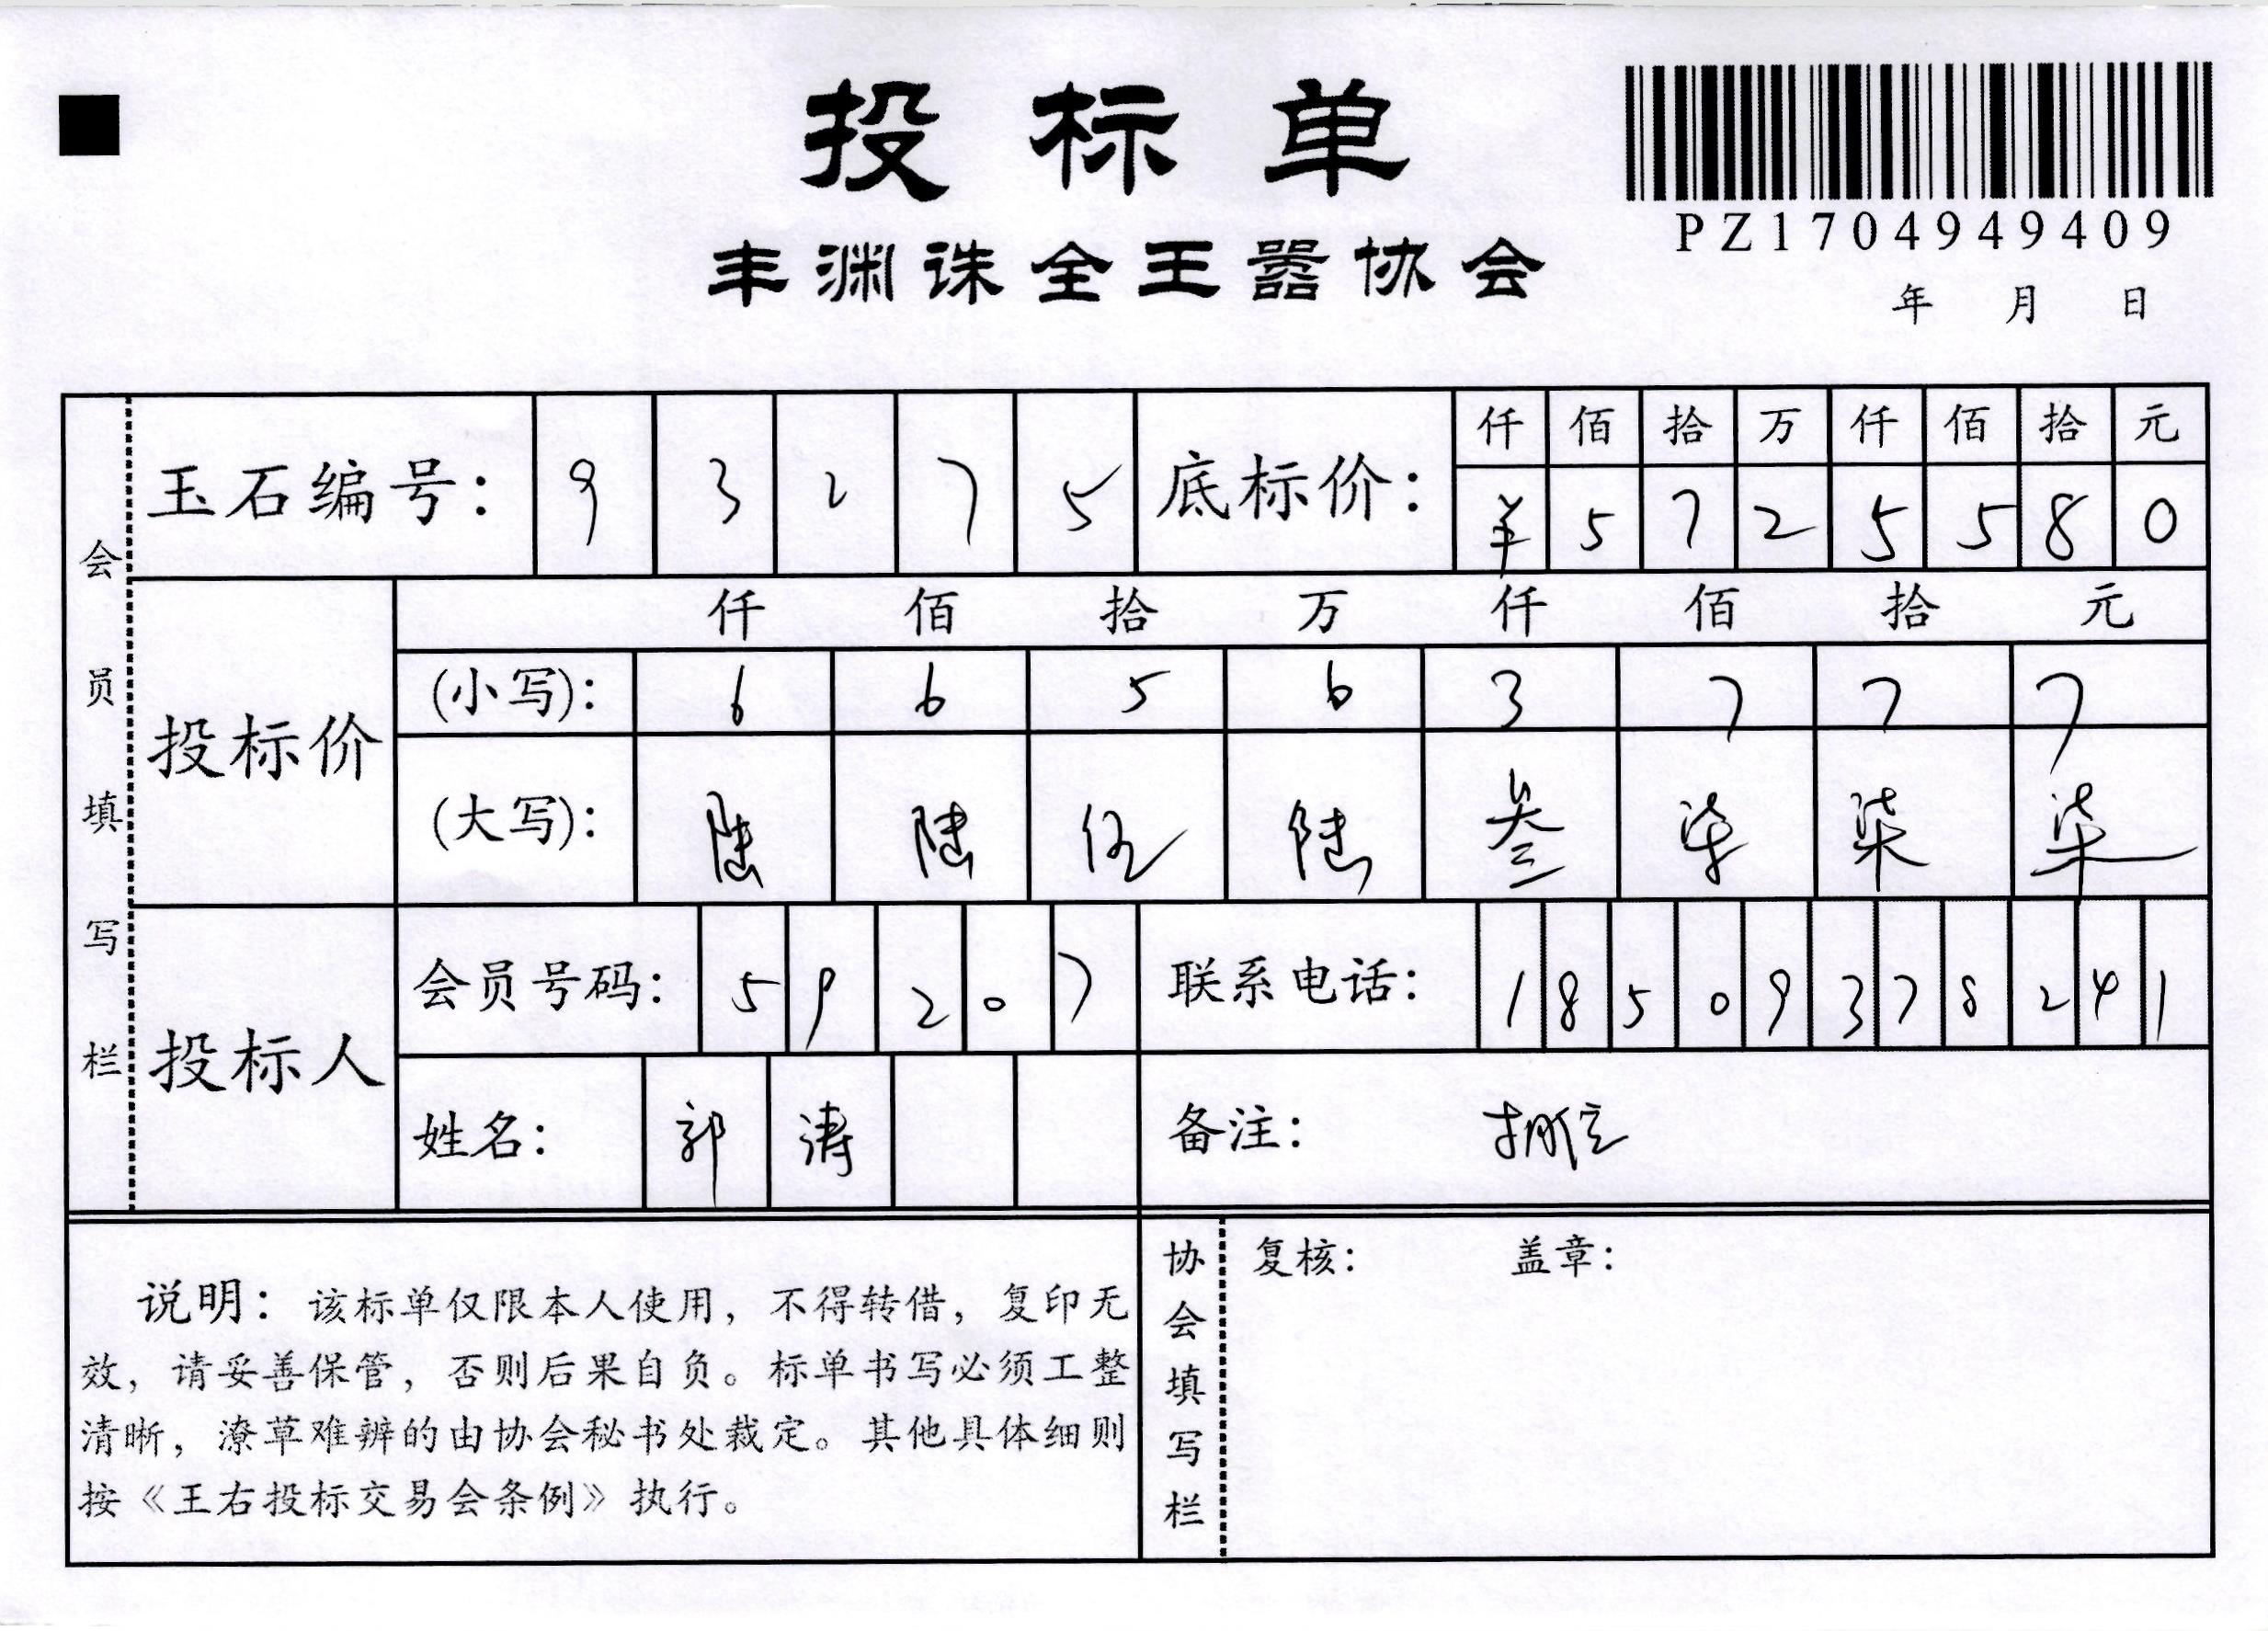 投标单
PZ1704949409
丰渊诛全王嚣协会
年 月 日
会员填写栏
玉石编号: 9 3 2 7 5
底标价: 仟 佰 拾 万 仟 佰 拾 元
¥ 5 7 2 5 5 8 0
投标价
仟 佰 拾 万 仟 佰 拾 元
(小写): 6 6 5 6 3 7 7 7
(大写): 陆 陆 伍 陆 叁 柒 柒 柒
投标人
会员号码: 5 9 2 0 7
联系电话: 1 8 5 0 9 3 7 8 2 4 1
姓名: 郭 涛
备注:
说明: 该标单仅限本人使用, 不得转借, 复印无
效, 请妥善保管, 否则后果自负。标单书写必须工整
清晰, 潦草难辨的由协会秘书处裁定。其他具体细则
按《王右投标交易会条例》执行。
协会填写栏
复核: 盖章: